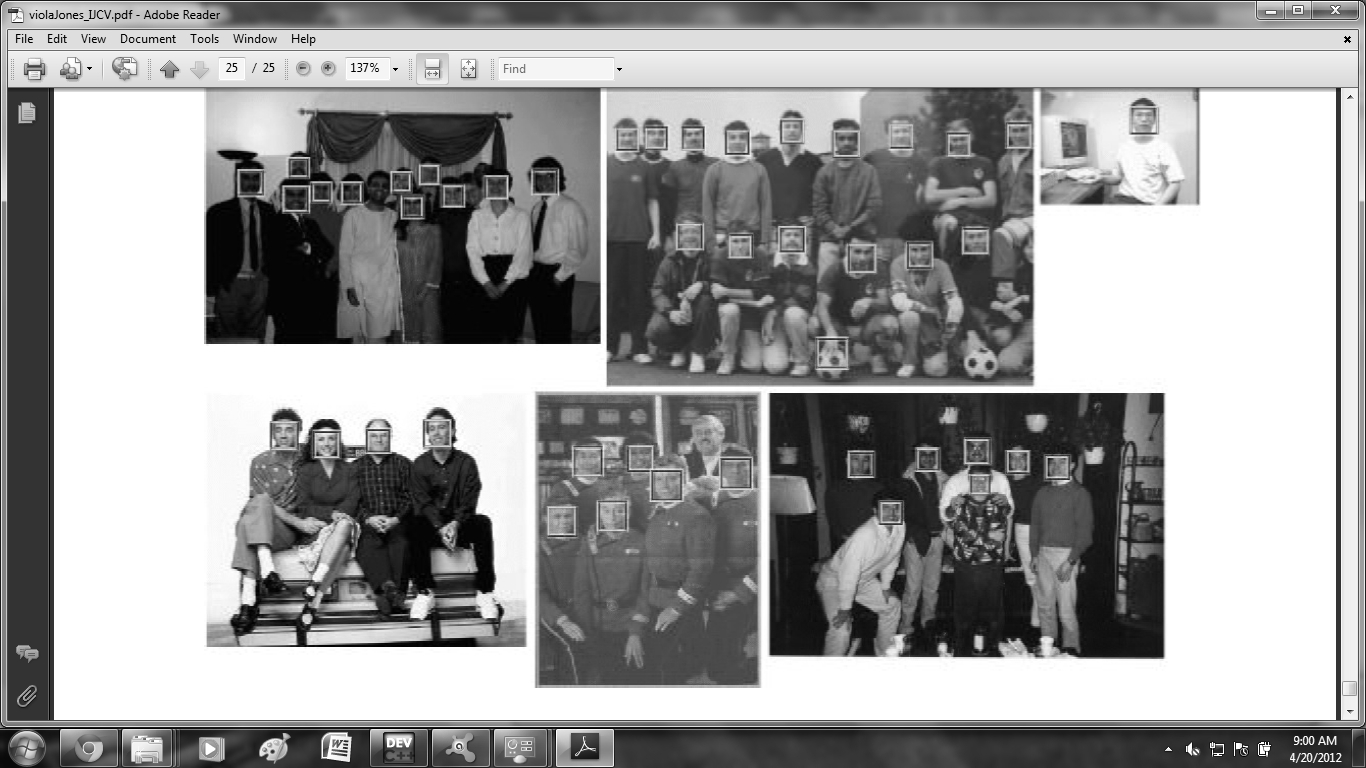 violaJones_IJCV.pdf - Adobe Reader
File Edit View Document Tools Window Help
25 / 25 137% Find
DEV
C++
9:00 AM
4/20/2012